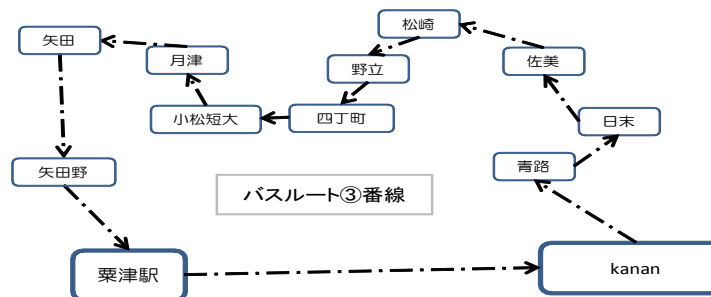 松崎
矢田
月津
佐美
野立
小松短大
四丁町
日末
青路
矢田野
バスルート③番線
粟津駅
kanan